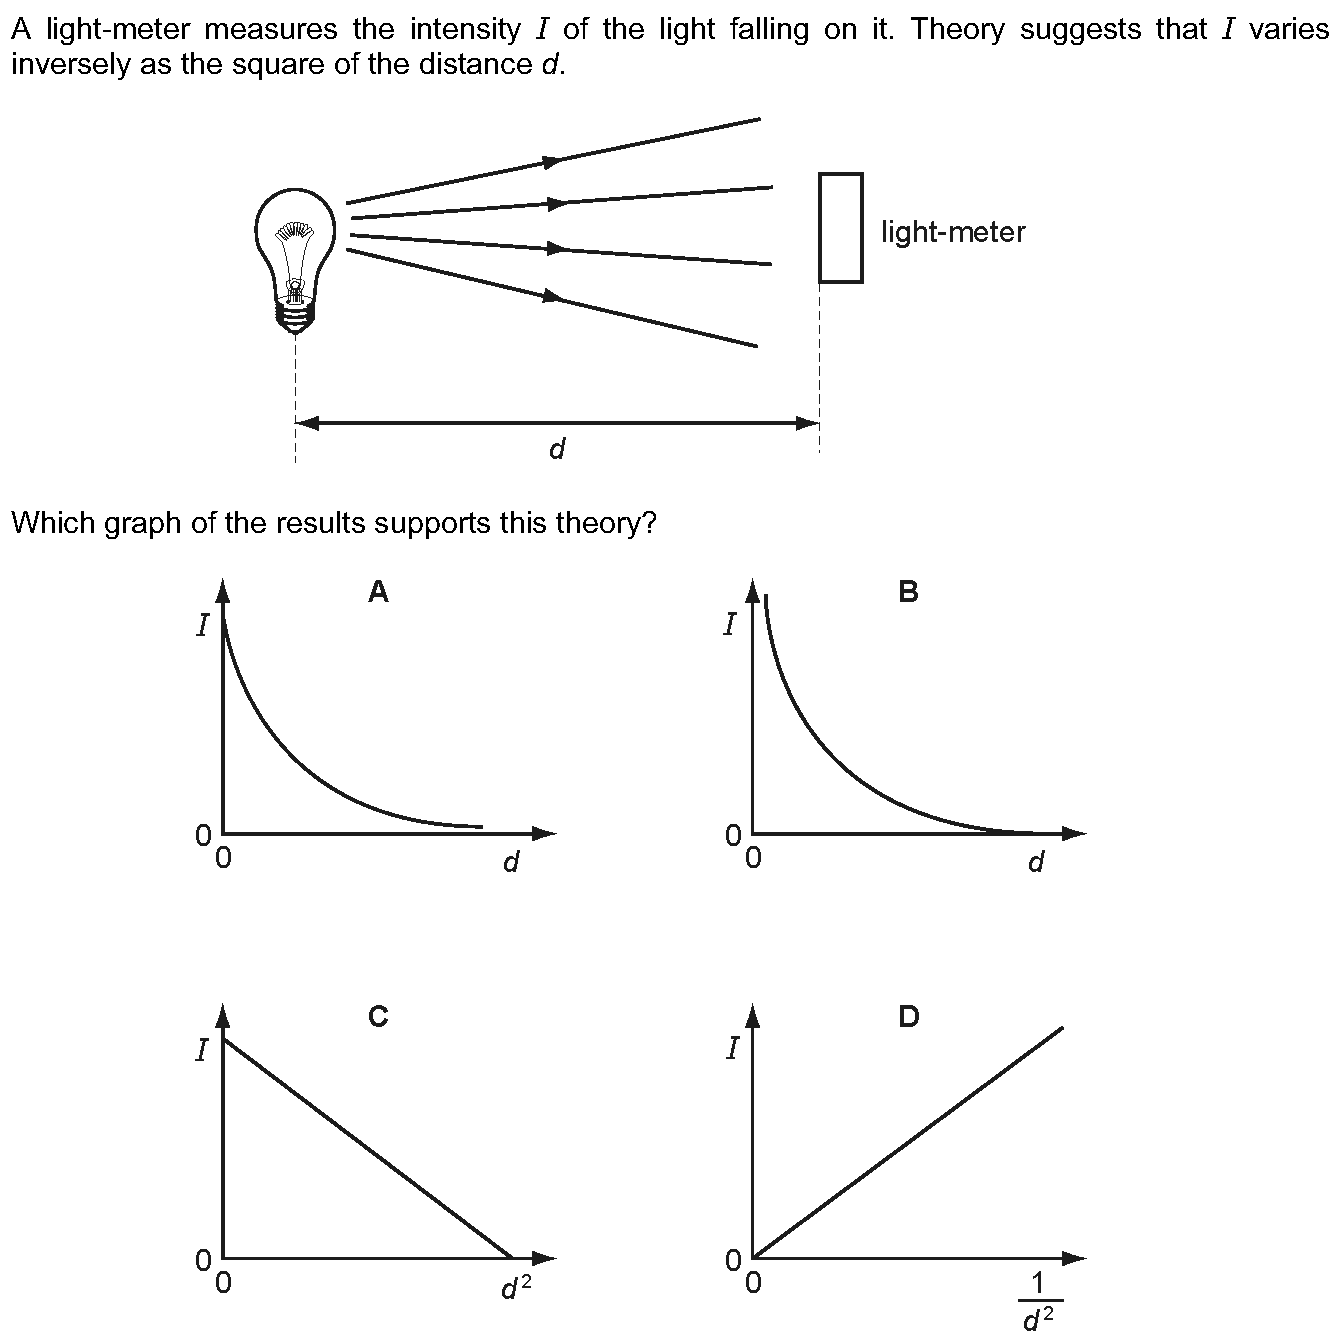 A light-meter measures the intensity I of the light falling on it. Theory suggests that I varies
inversely as the square of the distance d.
light-meter
d
Which graph of the results supports this theory?
A
I
0
0
d
B
I
0
0
d
C
I
0
0
d²
D
I
0
0
1
d²